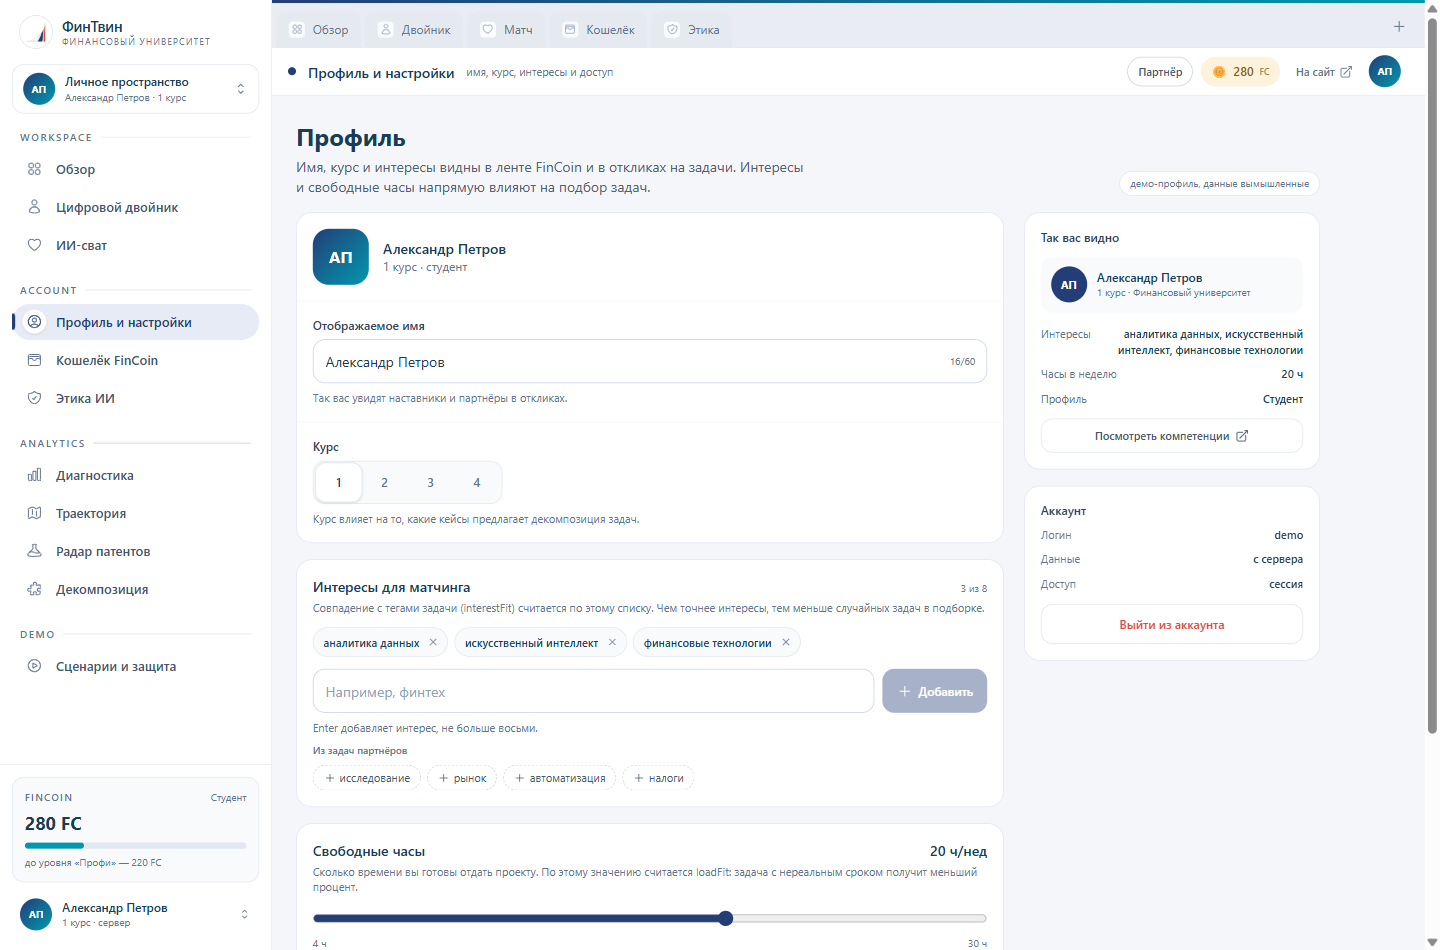 ФинТвин
ФИНАНСОВЫЙ УНИВЕРСИТЕТ
АП
Личное пространство
Александр Петров · 1 курс
WORKSPACE
Обзор
Цифровой двойник
ИИ-сват
ACCOUNT
Профиль и настройки
Кошелёк FinCoin
Этика ИИ
ANALYTICS
Диагностика
Траектория
Радар патентов
Декомпозиция
DEMO
Сценарии и защита
FINCOIN
Студент
280 FC
до уровня «Профи» — 220 FC
АП
Александр Петров
1 курс · сервер
Обзор
Двойник
Матч
Кошелёк
Этика
Профиль и настройки
имя, курс, интересы и доступ
Партнёр
280 FC
На сайт
АП
Профиль
Имя, курс и интересы видны в ленте FinCoin и в откликах на задачи. Интересы
и свободные часы напрямую влияют на подбор задач.
демо-профиль, данные вымышленные
АП
Александр Петров
1 курс · студент
Отображаемое имя
Александр Петров
16/60
Так вас увидят наставники и партнёры в откликах.
Курс
1 2 3 4
Курс влияет на то, какие кейсы предлагает декомпозиция задач.
Интересы для матчинга
3 из 8
Совпадение с тегами задачи (interestFit) считается по этому списку. Чем точнее интересы, тем меньше случайных задач в подборке.
аналитика данных
искусственный интеллект
финансовые технологии
Например, финтех
Добавить
Enter добавляет интерес, не больше восьми.
Из задач партнёров
исследование
рынок
автоматизация
налоги
Свободные часы
20 ч/нед
Сколько времени вы готовы отдать проекту. По этому значению считается loadFit: задача с нереальным сроком получит меньший
процент.
4 ч
30 ч
Так вас видно
АП
Александр Петров
1 курс · Финансовый университет
Интересы
аналитика данных, искусственный
интеллект, финансовые технологии
Часы в неделю
20 ч
Профиль
Студент
Посмотреть компетенции
Аккаунт
Логин
demo
Данные
с сервера
Доступ
сессия
Выйти из аккаунта